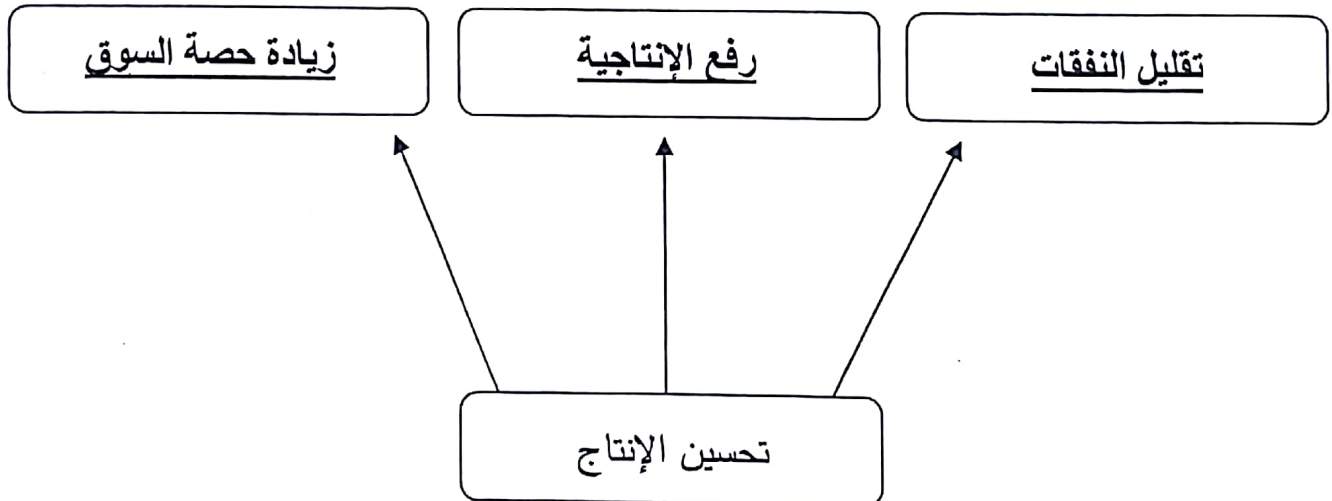 تقليل النفقات
رفع الإنتاجية
زيادة حصة السوق
تحسين الإنتاج